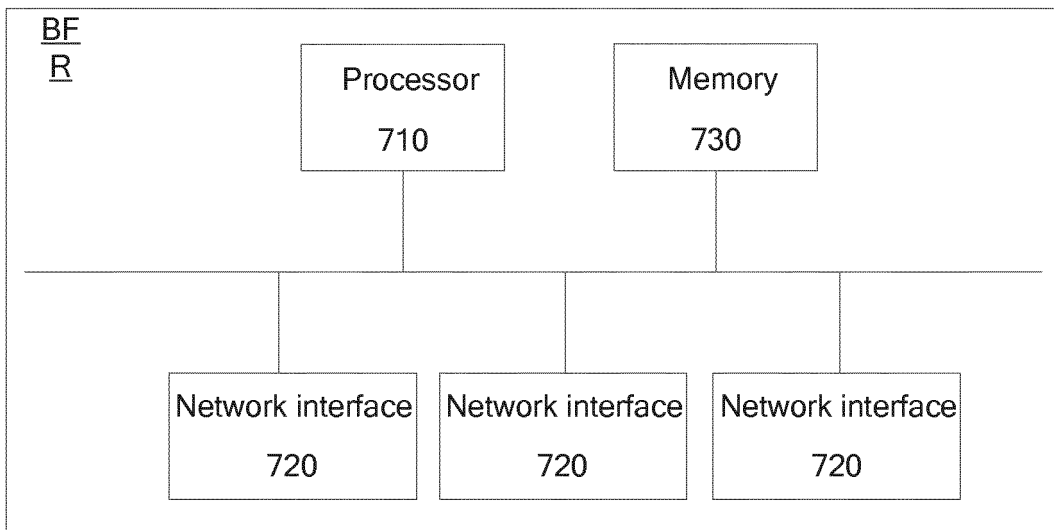 BF
R
Processor
710
Memory
730
Network interface
720
Network interface
720
Network interface
720